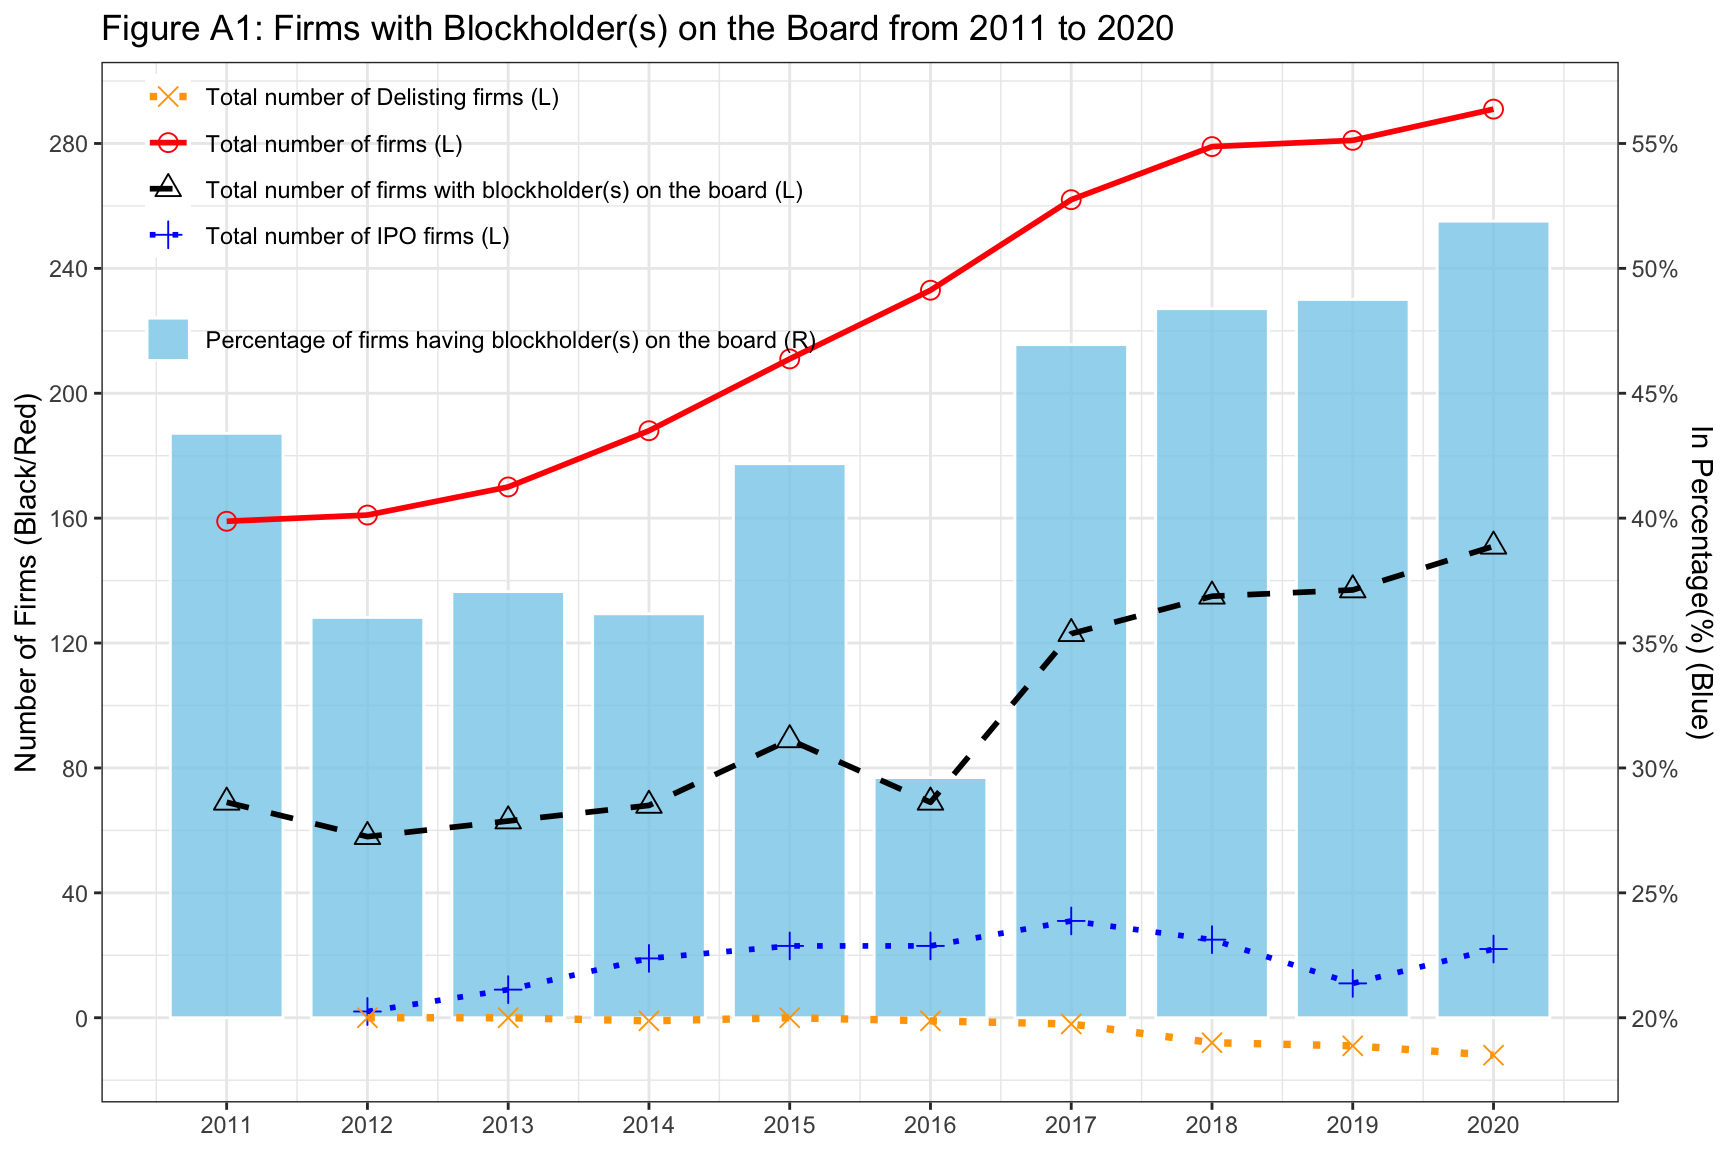 Figure A1: Firms with Blockholder(s) on the Board from 2011 to 2020
Total number of Delisting firms (L)
Total number of firms (L)
Total number of firms with blockholder(s) on the board (L)
Total number of IPO firms (L)
Percentage of firms having blockholder(s) on the board (R)
Number of Firms (Black/Red)
280
240
200
160
120
80
40
0
55%
50%
45%
40%
35%
30%
25%
20%
In Percentage(%) (Blue)
2011 2012 2013 2014 2015 2016 2017 2018 2019 2020